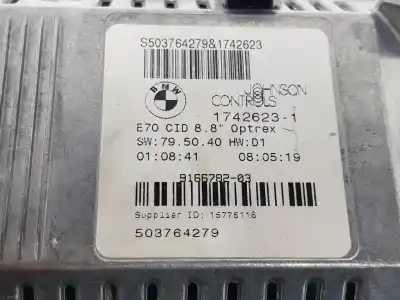 S503764279&1742623
BMW
JOHNSON
CONTROLS
1742623-1
E70 CID 8.8" Optrex
SW:79.50.40 HW:D1
01:08:41 08:05:19
9166782-03
Supplier ID: 15776116
503764279